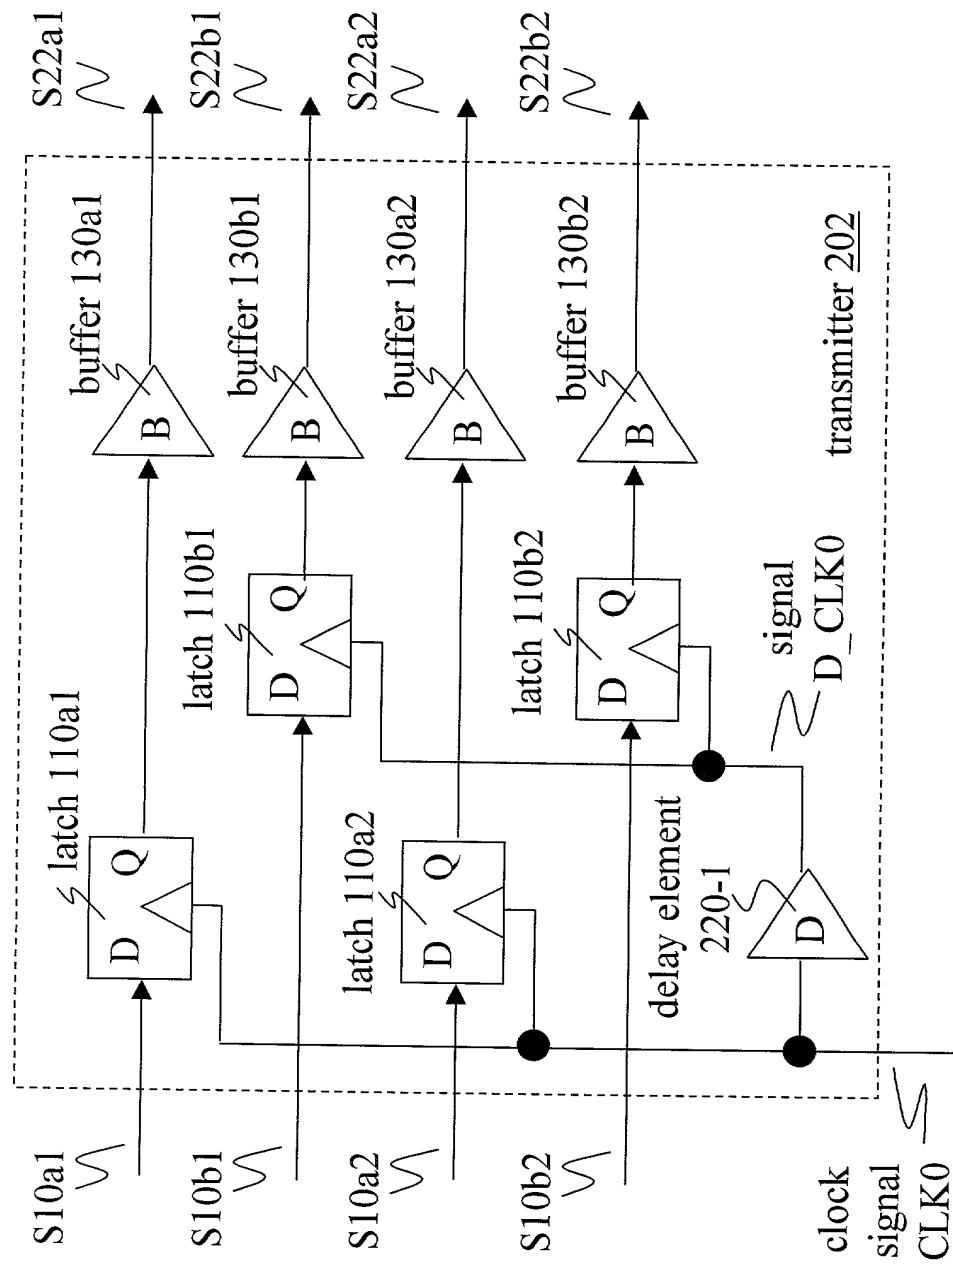 S10a1
latch 110a1
D
Q
buffer 130a1
B
S22a1
S10b1
latch 110b1
D
Q
buffer 130b1
B
S22b1
S10a2
latch 110a2
D
Q
buffer 130a2
B
S22a2
S10b2
latch 110b2
D
Q
buffer 130b2
B
S22b2
delay element
220-1
D
signal
D_CLK0
transmitter 202
clock
signal
CLK0